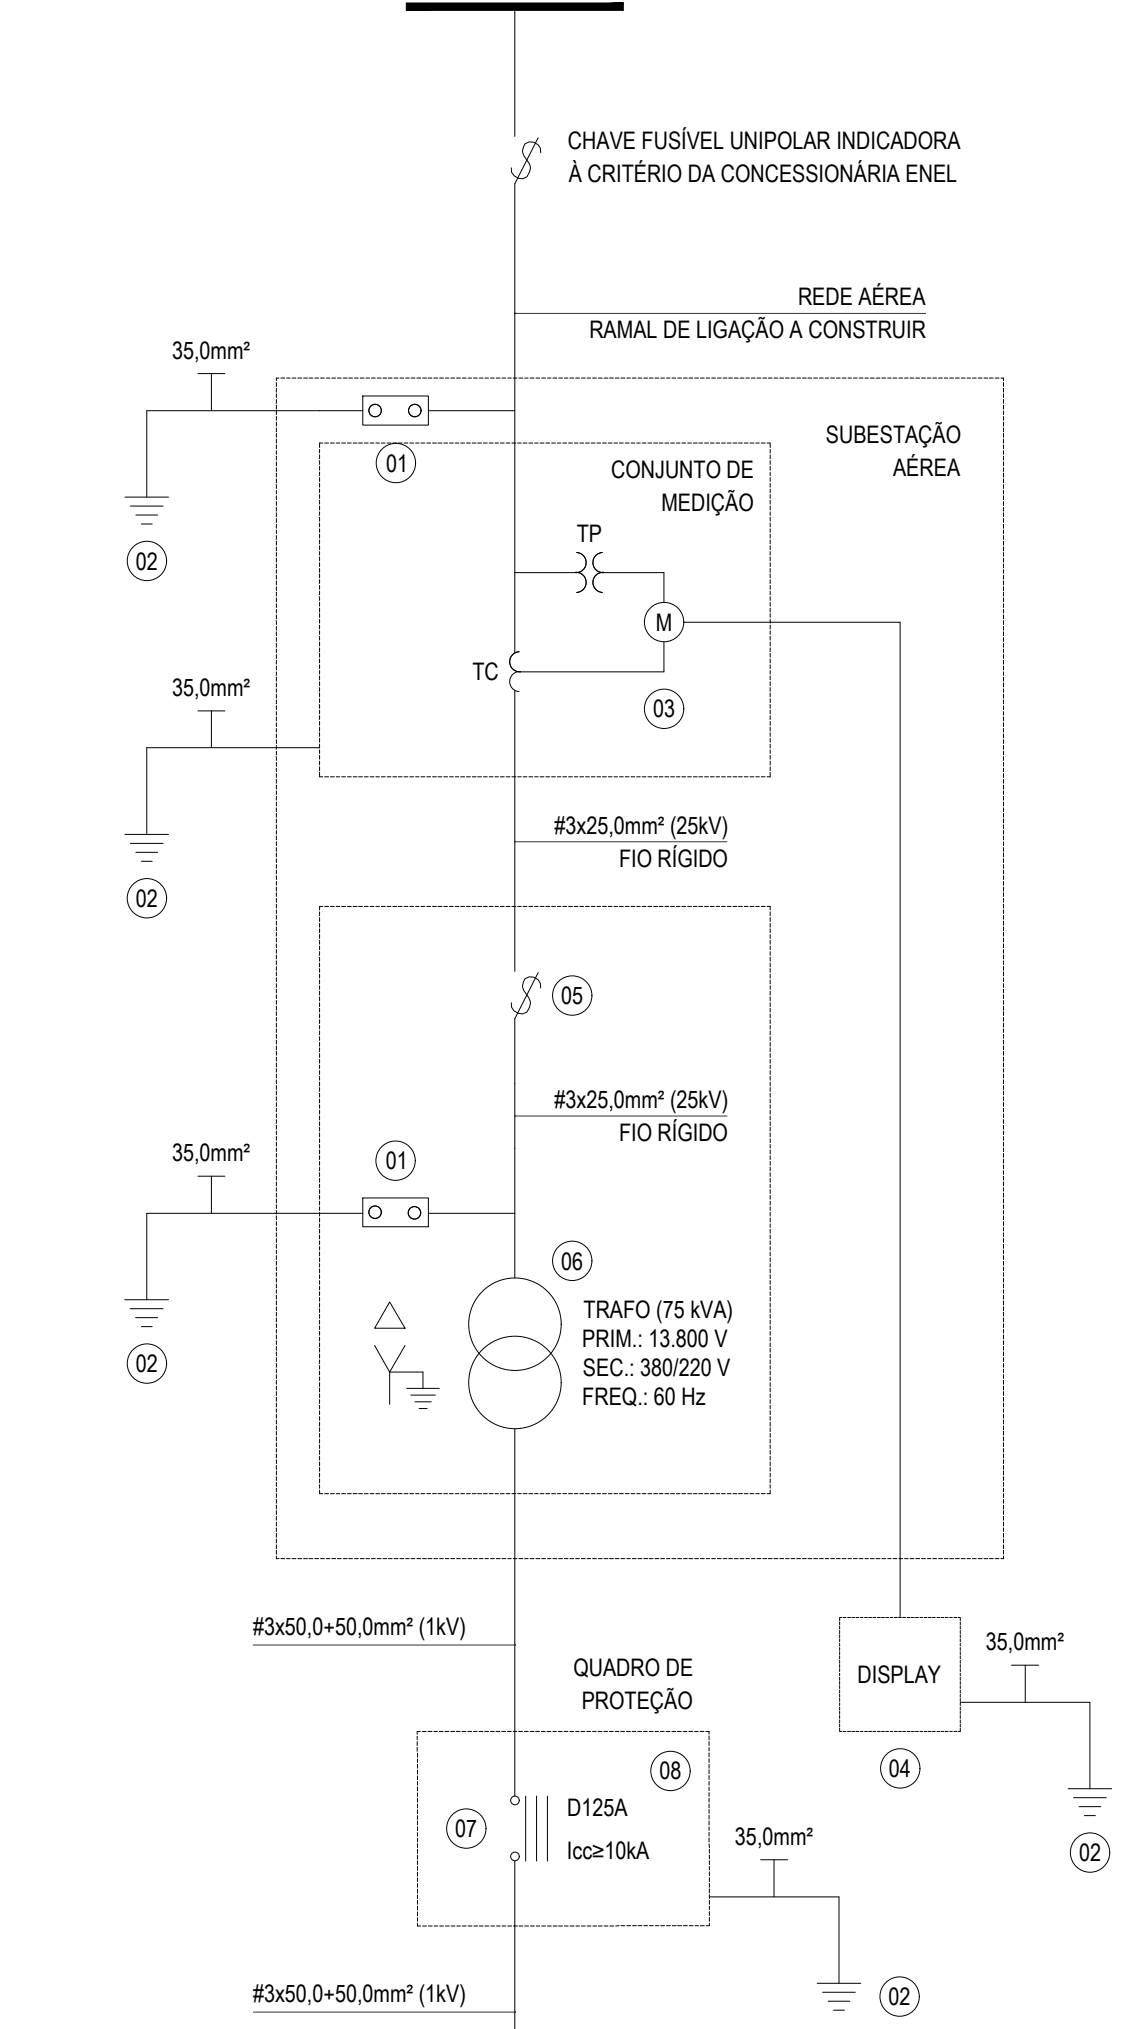 CHAVE FUSÍVEL UNIPOLAR INDICADORA
À CRITÉRIO DA CONCESSIONÁRIA ENEL
REDE AÉREA
RAMAL DE LIGAÇÃO A CONSTRUIR
35,0mm²
SUBESTAÇÃO
AÉREA
01
CONJUNTO DE
MEDIÇÃO
TP
02
M
TC
35,0mm²
03
#3x25,0mm² (25kV)
FIO RÍGIDO
02
05
#3x25,0mm² (25kV)
FIO RÍGIDO
35,0mm²
01
06
TRAFO (75 kVA)
PRIM.: 13.800 V
SEC.: 380/220 V
FREQ.: 60 Hz
02
#3x50,0+50,0mm² (1kV)
35,0mm²
QUADRO DE
PROTEÇÃO
DISPLAY
04
08
D125A
07
Icc≥10kA
35,0mm²
02
#3x50,0+50,0mm² (1kV)
02